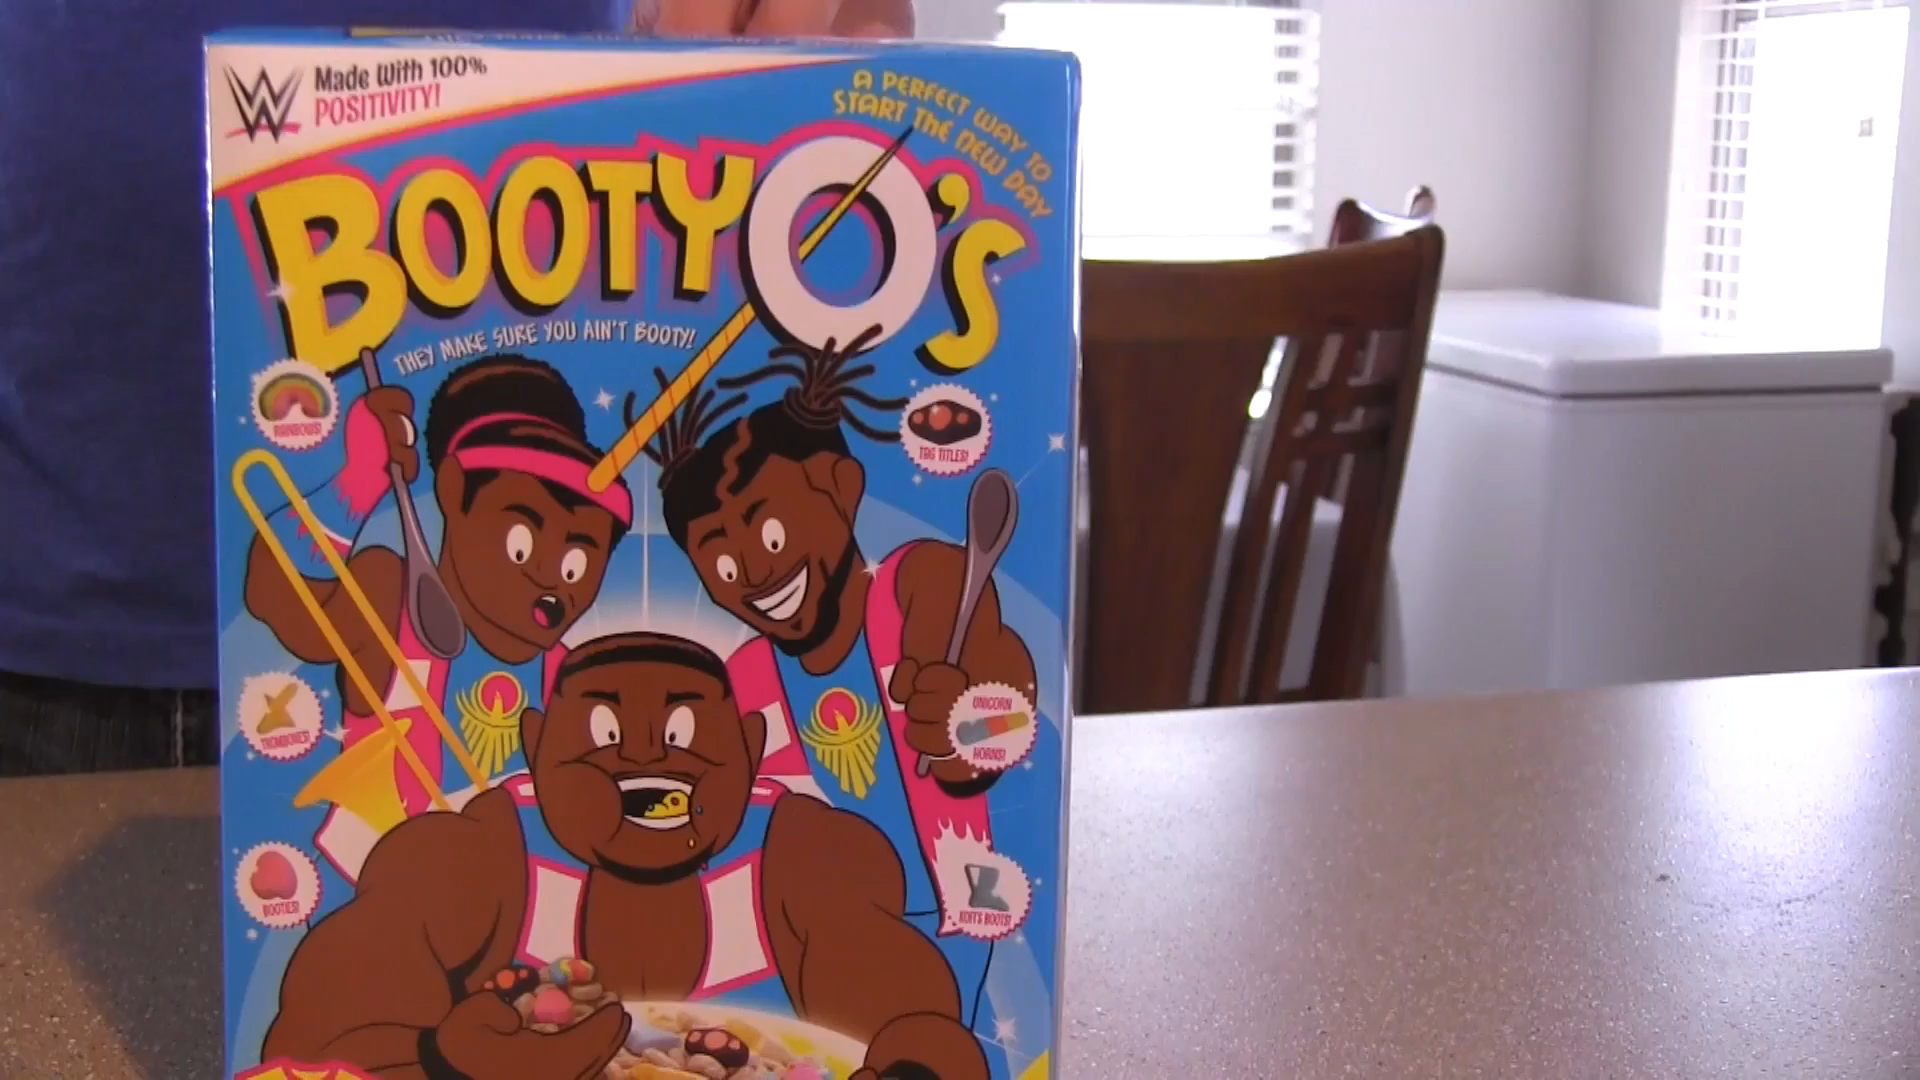 W
Made With 100%
POSITIVITY!
A PERFECT WAY TO
START THE NEW DAY
BOOTYO'S
THEY MAKE SURE YOU AIN'T BOOTY!
RAINBOWS!
TAG TITLES!
TROMBONES!
UNICORN
HORNS!
BOOTIES!
KOFI'S BOOTS!